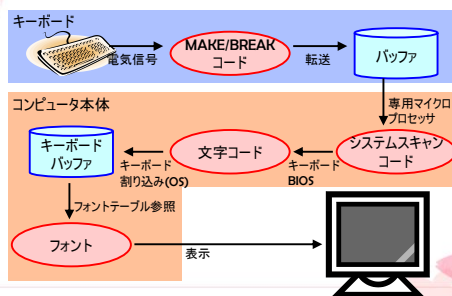 キーボード
電気信号
MAKE/BREAK
コード
転送
バッファ
専用マイクロ
プロセッサ
コンピュータ本体
システムスキャン
コード
キーボード
BIOS
文字コード
キーボード
割り込み(OS)
キーボード
バッファ
フォントテーブル参照
フォント
表示